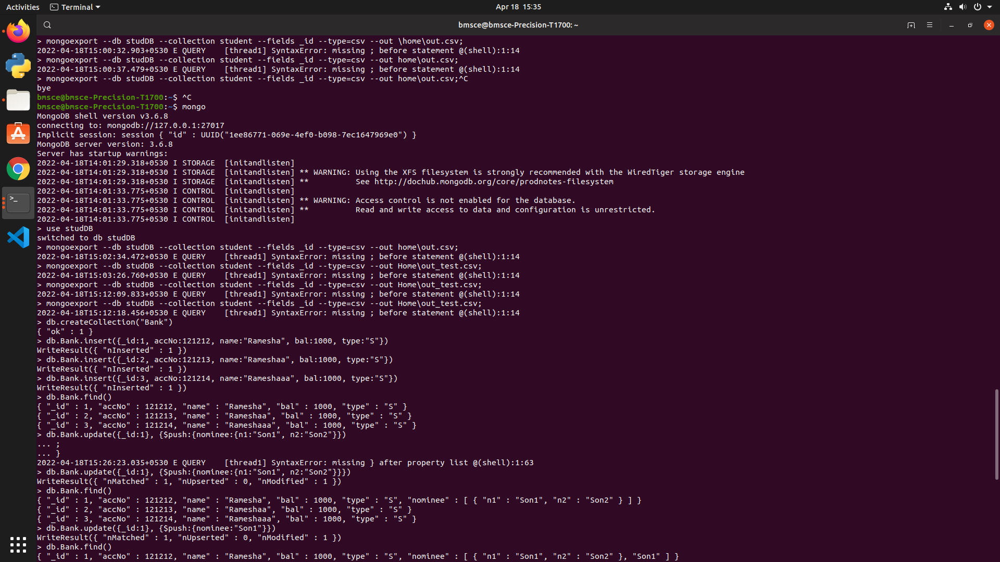 Activities
Terminal
Apr 18 15:35
bmsce@bmsce-Precision-T1700: ~
> mongoexport --db studDB --collection student --fields _id --type=csv --out \home\out.csv;
2022-04-18T15:00:32.903+0530 E QUERY    [thread1] SyntaxError: missing ; before statement @(shell):1:14
> mongoexport --db studDB --collection student --fields _id --type=csv --out home\out.csv;
2022-04-18T15:00:37.479+0530 E QUERY    [thread1] SyntaxError: missing ; before statement @(shell):1:14
> mongoexport --db studDB --collection student --fields _id --type=csv --out home\out.csv;^C
bye
bmsce@bmsce-Precision-T1700:~$ ^C
bmsce@bmsce-Precision-T1700:~$ mongo
MongoDB shell version v3.6.8
connecting to: mongodb://127.0.0.1:27017
Implicit session: session { "id" : UUID("1ee86771-069e-4ef0-b098-7ec1647969e0") }
MongoDB server version: 3.6.8
Server has startup warnings:
2022-04-18T14:01:29.318+0530 I STORAGE  [initandlisten]
2022-04-18T14:01:29.318+0530 I STORAGE  [initandlisten] ** WARNING: Using the XFS filesystem is strongly recommended with the WiredTiger storage engine
2022-04-18T14:01:29.318+0530 I STORAGE  [initandlisten] **          See http://dochub.mongodb.org/core/prodnotes-filesystem
2022-04-18T14:01:33.775+0530 I CONTROL  [initandlisten]
2022-04-18T14:01:33.775+0530 I CONTROL  [initandlisten] ** WARNING: Access control is not enabled for the database.
2022-04-18T14:01:33.775+0530 I CONTROL  [initandlisten] **          Read and write access to data and configuration is unrestricted.
2022-04-18T14:01:33.775+0530 I CONTROL  [initandlisten]
> use studDB
switched to db studDB
> mongoexport --db studDB --collection student --fields _id --type=csv --out home\out.csv;
2022-04-18T15:02:34.472+0530 E QUERY    [thread1] SyntaxError: missing ; before statement @(shell):1:14
> mongoexport --db studDB --collection student --fields _id --type=csv --out Home\out_test.csv;
2022-04-18T15:03:26.760+0530 E QUERY    [thread1] SyntaxError: missing ; before statement @(shell):1:14
> mongoexport --db studDB --collection student --fields _id --type=csv --out Home\out_test.csv;
2022-04-18T15:12:09.833+0530 E QUERY    [thread1] SyntaxError: missing ; before statement @(shell):1:14
> mongoexport --db studDB --collection student --fields _id --type=csv --out Home\out_test.csv;
2022-04-18T15:12:18.456+0530 E QUERY    [thread1] SyntaxError: missing ; before statement @(shell):1:14
> db.createCollection("Bank")
{ "ok" : 1 }
> db.Bank.insert({_id:1, accNo:121212, name:"Ramesha", bal:1000, type:"S"})
WriteResult({ "nInserted" : 1 })
> db.Bank.insert({_id:2, accNo:121213, name:"Rameshaa", bal:1000, type:"S"})
WriteResult({ "nInserted" : 1 })
> db.Bank.insert({_id:3, accNo:121214, name:"Rameshaaa", bal:1000, type:"S"})
WriteResult({ "nInserted" : 1 })
> db.Bank.find()
{ "_id" : 1, "accNo" : 121212, "name" : "Ramesha", "bal" : 1000, "type" : "S" }
{ "_id" : 2, "accNo" : 121213, "name" : "Rameshaa", "bal" : 1000, "type" : "S" }
{ "_id" : 3, "accNo" : 121214, "name" : "Rameshaaa", "bal" : 1000, "type" : "S" }
> db.Bank.update({_id:1}, {$push:{nominee:{n1:"Son1", n2:"Son2"}})
... ;
... }
2022-04-18T15:26:23.035+0530 E QUERY    [thread1] SyntaxError: missing } after property list @(shell):1:63
> db.Bank.update({_id:1}, {$push:{nominee:{n1:"Son1", n2:"Son2"}}})
WriteResult({ "nMatched" : 1, "nUpserted" : 0, "nModified" : 1 })
> db.Bank.find()
{ "_id" : 1, "accNo" : 121212, "name" : "Ramesha", "bal" : 1000, "type" : "S", "nominee" : [ { "n1" : "Son1", "n2" : "Son2" } ] }
{ "_id" : 2, "accNo" : 121213, "name" : "Rameshaa", "bal" : 1000, "type" : "S" }
{ "_id" : 3, "accNo" : 121214, "name" : "Rameshaaa", "bal" : 1000, "type" : "S" }
> db.Bank.update({_id:1}, {$push:{nominee:"Son1"}})
WriteResult({ "nMatched" : 1, "nUpserted" : 0, "nModified" : 1 })
> db.Bank.find()
{ "_id" : 1, "accNo" : 121212, "name" : "Ramesha", "bal" : 1000, "type" : "S", "nominee" : [ { "n1" : "Son1", "n2" : "Son2" }, "Son1" ] }